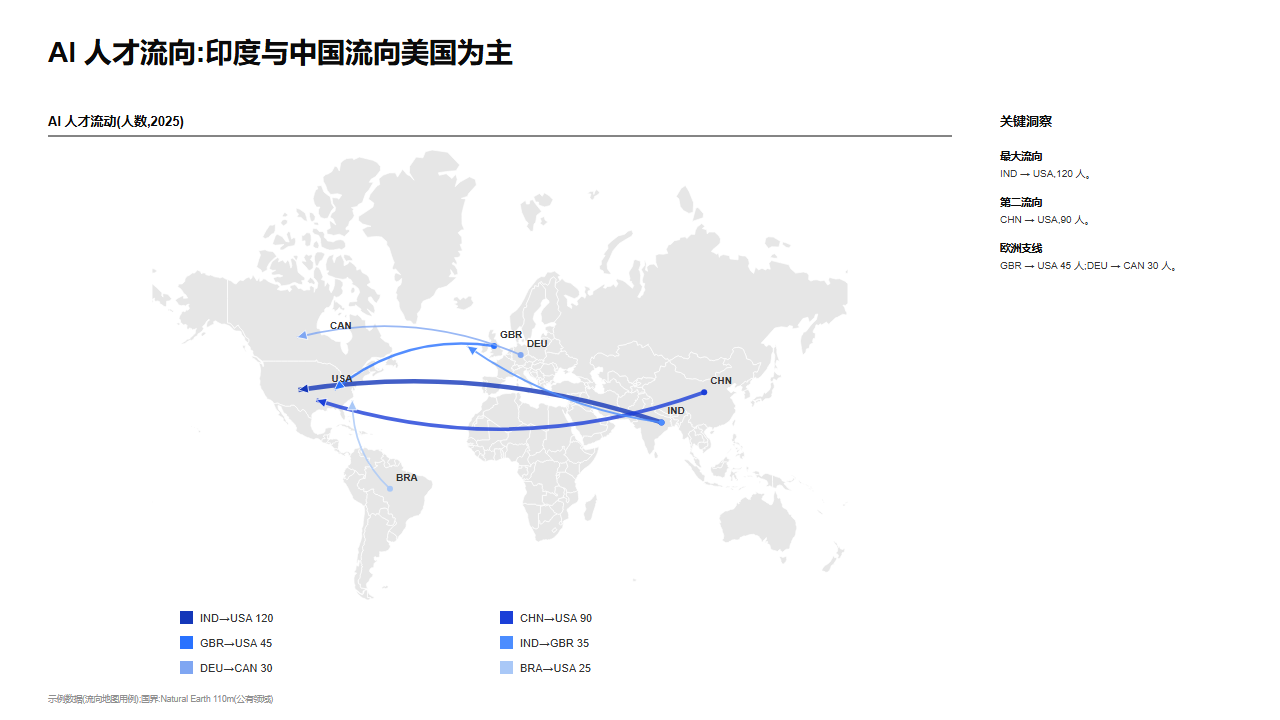 AI 人才流向:印度与中国流向美国为主
AI 人才流动(人数,2025)
关键洞察
最大流向
IND → USA,120 人。
第二流向
CHN → USA,90 人。
欧洲支线
GBR → USA 45 人;DEU → CAN 30 人。
CAN
GBR
DEU
USA
CHN
IND
BRA
IND→USA 120
CHN→USA 90
GBR→USA 45
IND→GBR 35
DEU→CAN 30
BRA→USA 25
示例数据(流向地图用例);国界:Natural Earth 110m(公有领域)